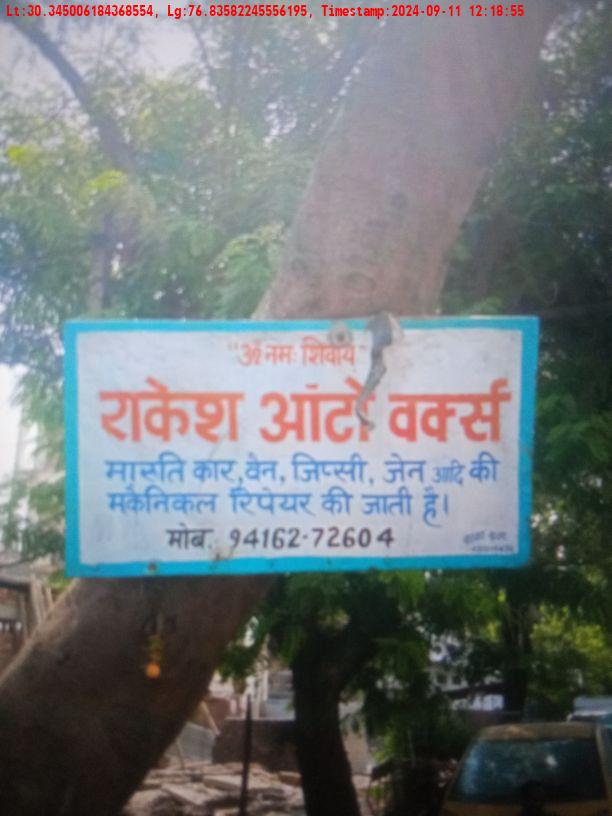 Lt:30.345006184368554, Lg:76.83582245556195, Timestamp:2024-09-11 12:18:55
"ॐ नमः शिवाय"
राकेश ऑटो वर्क्स
मारुति कार, वैन, जिप्सी, जेन आदि की
मकैनिकल रिपेयर की जाती है।
मोब. 94162-72604